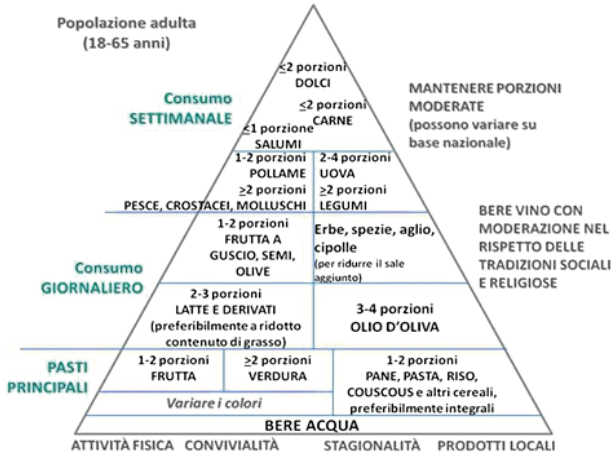 Popolazione adulta
(18-65 anni)
≤2 porzioni
DOLCI
Consumo
SETTIMANALE
≤2 porzioni
CARNE
≤1 porzione
SALUMI
MANTENERE PORZIONI
MODERATE
(possono variare su
base nazionale)
1-2 porzioni
POLLAME
2-4 porzioni
UOVA
≥2 porzioni
PESCE, CROSTACEI, MOLLUSCHI
≥2 porzioni
LEGUMI
BERE VINO CON
MODERAZIONE NEL
RISPETTO DELLE
TRADIZIONI SOCIALI
E RELIGIOSE
Consumo
GIORNALIERO
1-2 porzioni
FRUTTA A
GUSCIO, SEMI,
OLIVE
Erbe, spezie, aglio,
cipolle
(per ridurre il sale
aggiunto)
2-3 porzioni
LATTE E DERIVATI
(preferibilmente a ridotto
contenuto di grasso)
3-4 porzioni
OLIO D'OLIVA
PASTI
PRINCIPALI
1-2 porzioni
FRUTTA
≥2 porzioni
VERDURA
Variare i colori
1-2 porzioni
PANE, PASTA, RISO,
COUSCOUS e altri cereali,
preferibilmente integrali
BERE ACQUA
ATTIVITÀ FISICA CONVIVIALITÀ STAGIONALITÀ PRODOTTI LOCALI